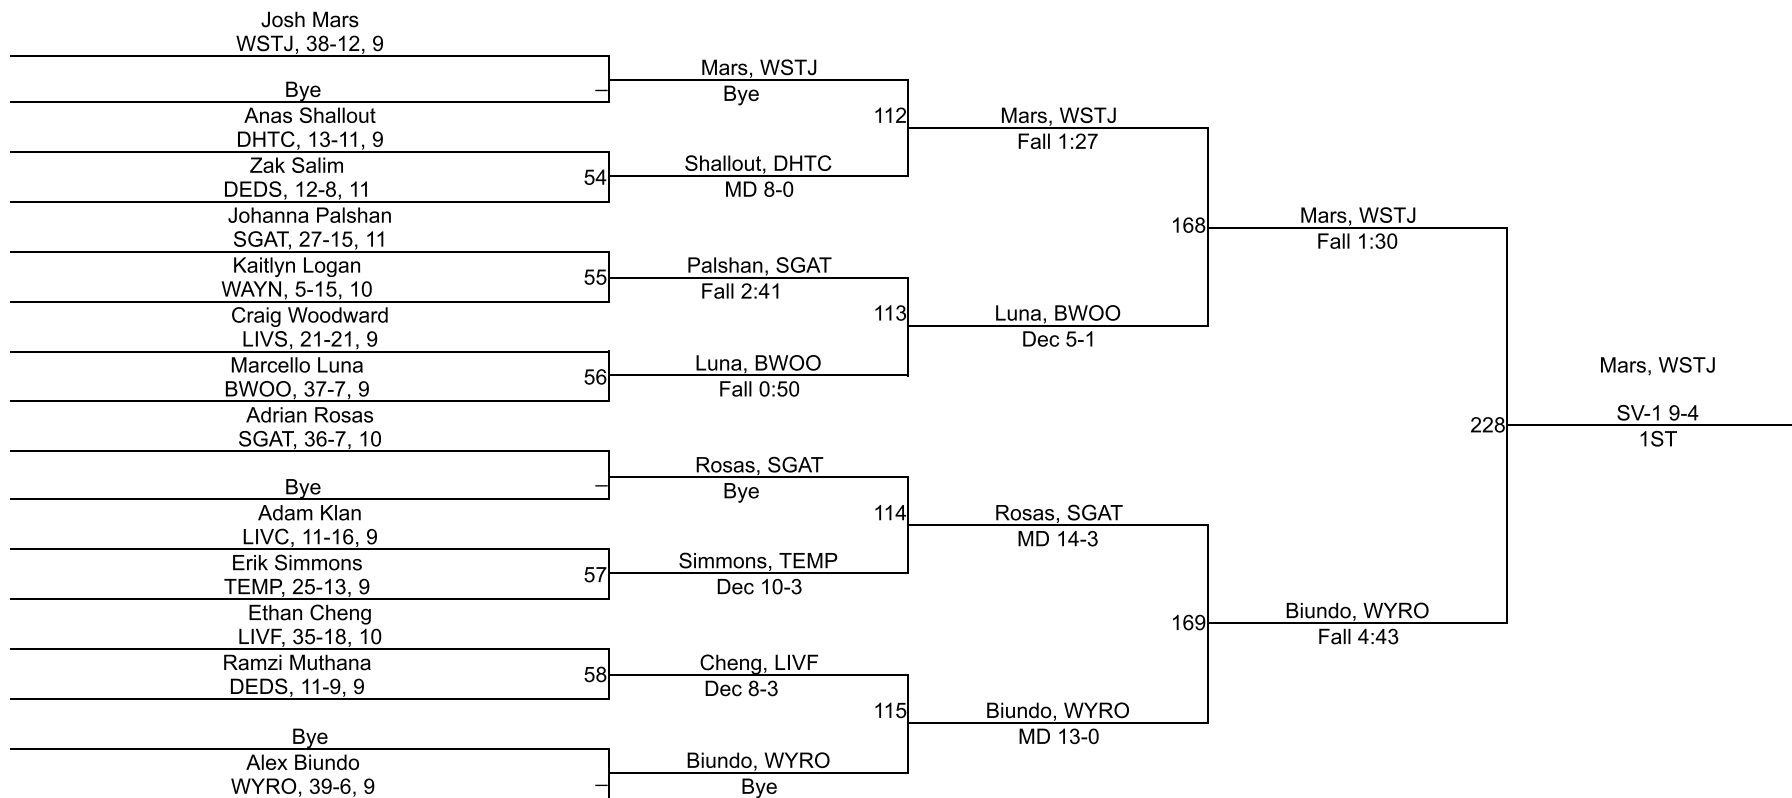 Josh Mars
WSTJ, 38-12, 9
Bye
–
Anas Shallout
DHTC, 13-11, 9
Zak Salim
DEDS, 12-8, 11
54
Johanna Palshan
SGAT, 27-15, 11
Kaitlyn Logan
WAYN, 5-15, 10
55
Craig Woodward
LIVS, 21-21, 9
Marcello Luna
BWOO, 37-7, 9
56
Adrian Rosas
SGAT, 36-7, 10
Bye
–
Adam Klan
LIVC, 11-16, 9
Erik Simmons
TEMP, 25-13, 9
57
Ethan Cheng
LIVF, 35-18, 10
Ramzi Muthana
DEDS, 11-9, 9
58
Bye
Alex Biundo
WYRO, 39-6, 9
–
Mars, WSTJ
Bye
112
Shallout, DHTC
MD 8-0
Palshan, SGAT
Fall 2:41
113
Luna, BWOO
Fall 0:50
Rosas, SGAT
Bye
114
Simmons, TEMP
Dec 10-3
Cheng, LIVF
Dec 8-3
115
Biundo, WYRO
Bye
Mars, WSTJ
Fall 1:27
168
Luna, BWOO
Dec 5-1
Rosas, SGAT
MD 14-3
169
Biundo, WYRO
MD 13-0
Mars, WSTJ
Fall 1:30
228
Biundo, WYRO
Fall 4:43
Mars, WSTJ
SV-1 9-4
1ST